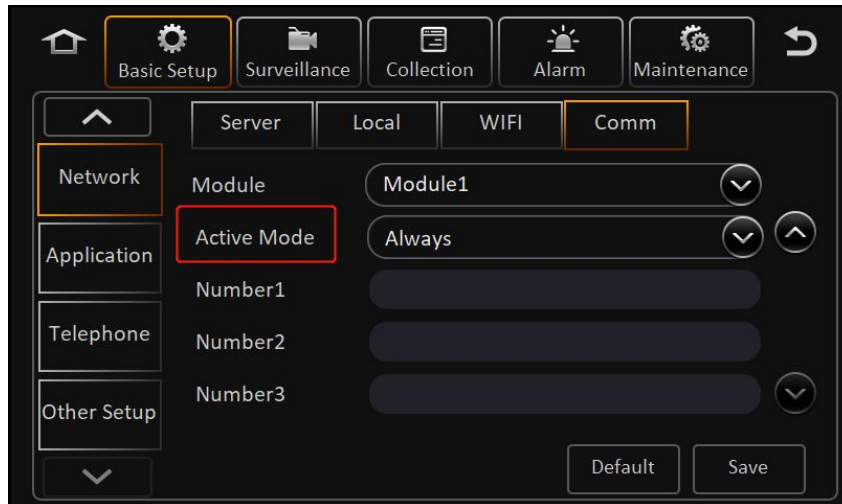 Basic Setup
Surveillance
Collection
Alarm
Maintenance
Server
Local
WIFI
Comm
Network
Application
Telephone
Other Setup
Module
Module1
Active Mode
Always
Number1
Number2
Number3
Default
Save